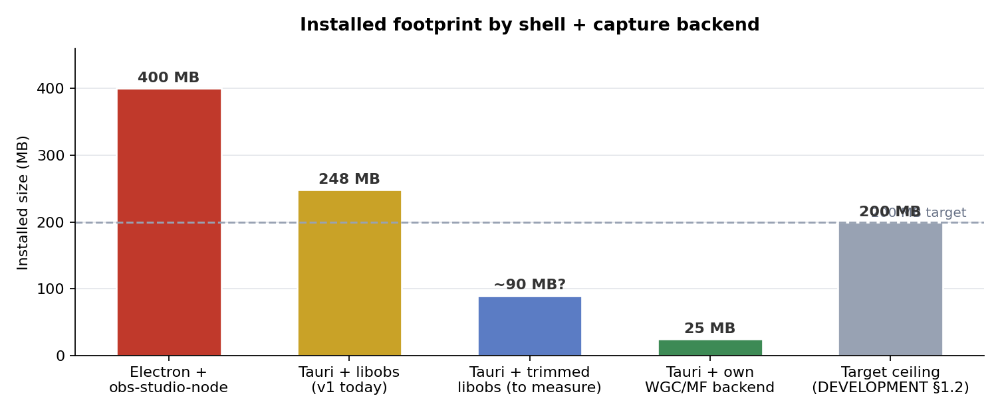 Installed footprint by shell + capture backend
Installed size (MB)
400
300
200
100
0
400 MB
248 MB
~90 MB?
25 MB
200 MB
200 MB target
Electron +
obs-studio-node
Tauri + libobs
(v1 today)
Tauri + trimmed
libobs (to measure)
Tauri + own
WGC/MF backend
Target ceiling
(DEVELOPMENT §1.2)